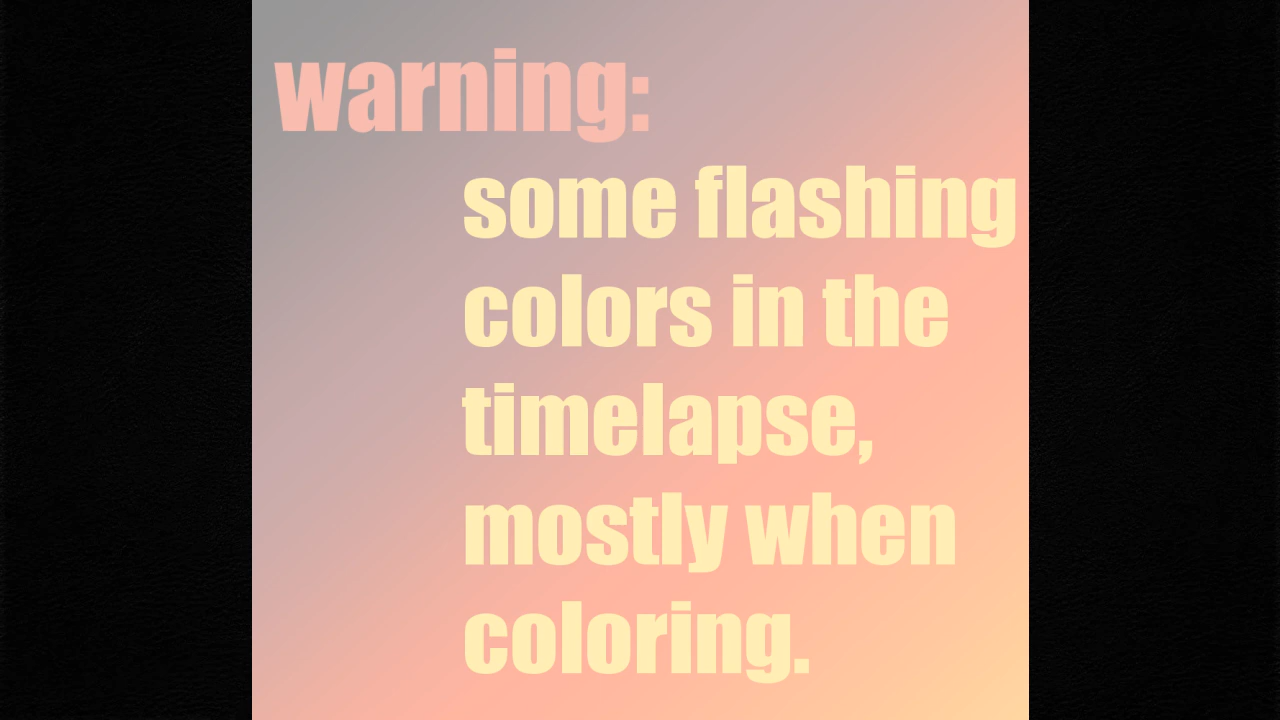 warning:
some flashing
colors in the
timelapse,
mostly when
coloring.